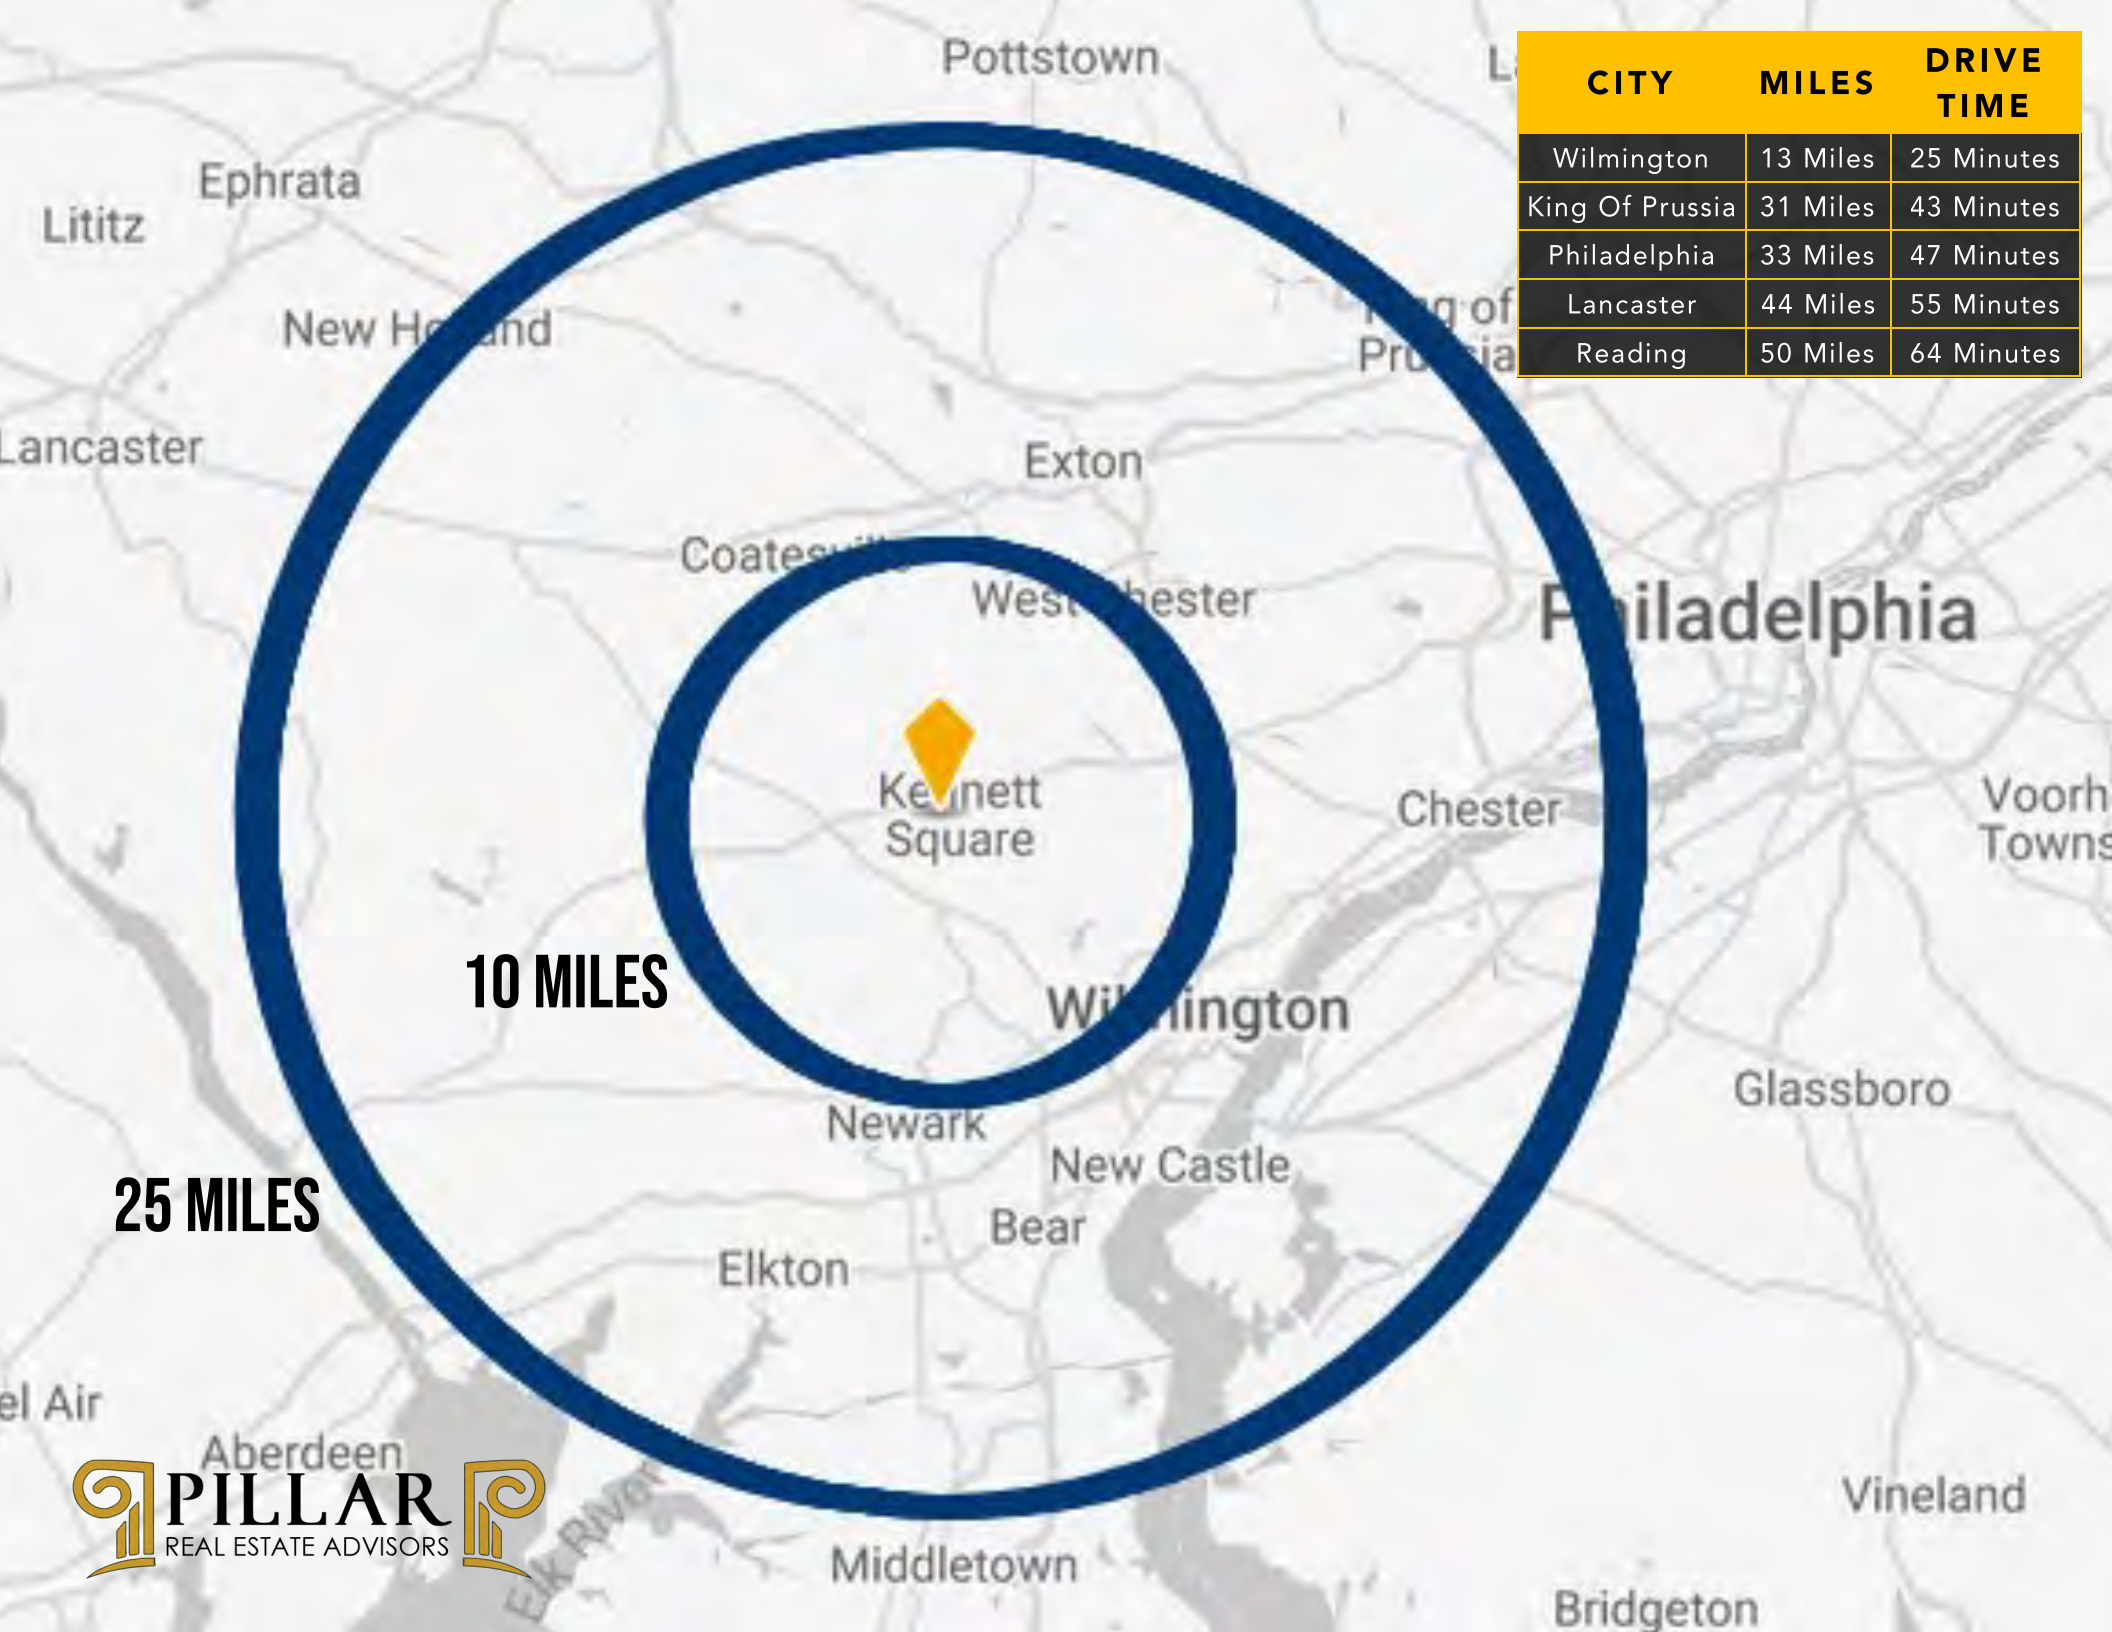 Pottstown
CITY MILES DRIVE TIME
Wilmington 13 Miles 25 Minutes
King Of Prussia 31 Miles 43 Minutes
Philadelphia 33 Miles 47 Minutes
Lancaster 44 Miles 55 Minutes
Reading 50 Miles 64 Minutes
Ephrata
Lititz
New Holland
King of
Prussia
Lancaster
Exton
Coatesville
West Chester
Philadelphia
Kennett
Square
Chester
Voorh
Towns
10 MILES
Wilmington
Glassboro
Newark
New Castle
25 MILES
Bear
Elkton
el Air
Aberdeen
PILLAR
REAL ESTATE ADVISORS
Elk River
Vineland
Middletown
Bridgeton